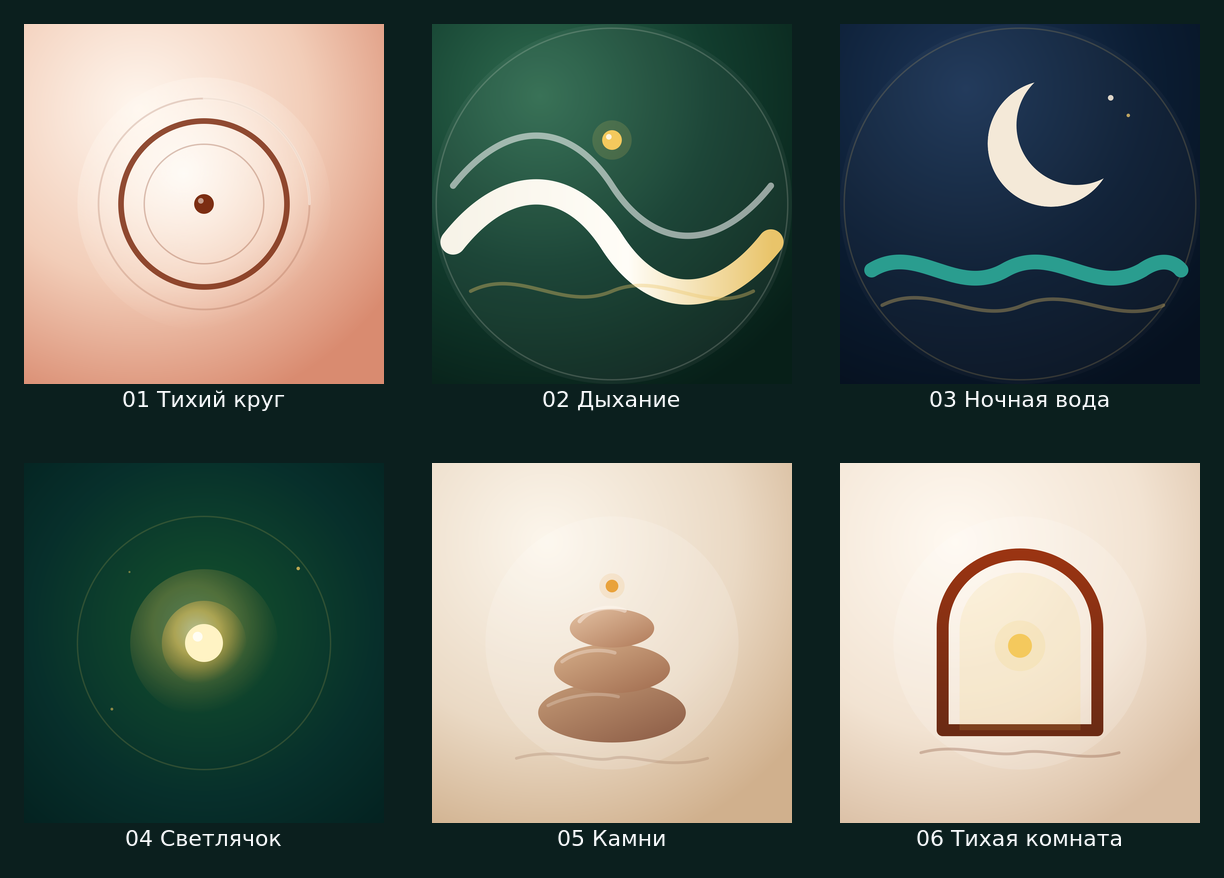 01 Тихий круг
02 Дыхание
03 Ночная вода
04 Светлячок
05 Камни
06 Тихая комната